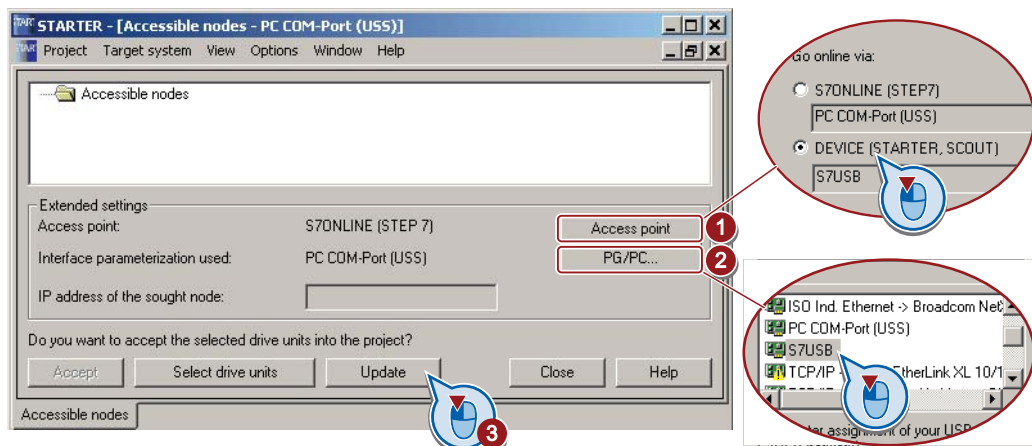 STARTER - [Accessible nodes - PC COM-Port (USS)]
Project Target system View Options Window Help
Accessible nodes
Extended settings
Access point: S7ONLINE (STEP 7) Access point
1
Interface parameterization used: PC COM-Port (USS) PG/PC...
2
IP address of the sought node:
Do you want to accept the selected drive units into the project?
Accept Select drive units Update Close Help
3
Accessible nodes
Go online via:
S7ONLINE (STEP7)
PC COM-Port (USS)
DEVICE (STARTER, SCOUT)
S7USB
ISO Ind. Ethernet -> Broadcom Net
PC COM-Port (USS)
S7USB
TCP/IP EtherLink XL 10/1
assignment of your USB